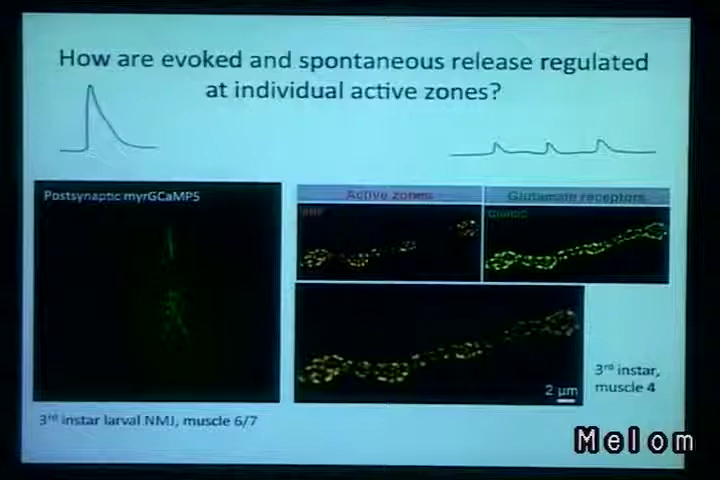 How are evoked and spontaneous release regulated
at individual active zones?
Postsynaptic myrGCaMP5
Active zones
Glutamate receptors
BRP
3rd instar,
muscle 4
2 μm
3rd instar larval NMJ, muscle 6/7
Melom